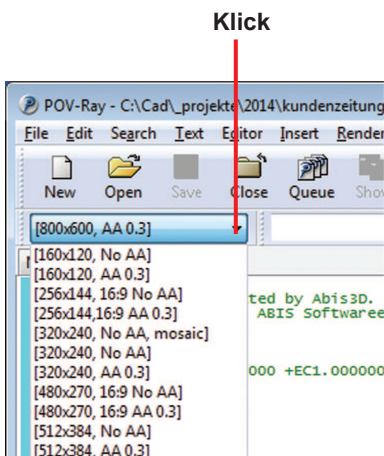 Klick
POV-Ray - C:\Cad\_projekte\2014\kundenzeitung
File Edit Search Text Editor Insert Render
New Open Save Close Queue Sho
[800x600, AA 0.3]
[160x120, No AA]
[160x120, AA 0.3]
[256x144, 16:9 No AA]
[256x144,16:9 AA 0.3]
ted by Abis3D.
ABIS Softwaree
[320x240, No AA, mosaic]
[320x240, No AA]
[320x240, AA 0.3]
000 +EC1.000000
[480x270, 16:9 No AA]
[480x270, 16:9 AA 0.3]
[512x384, No AA]
[512x384, AA 0.3]